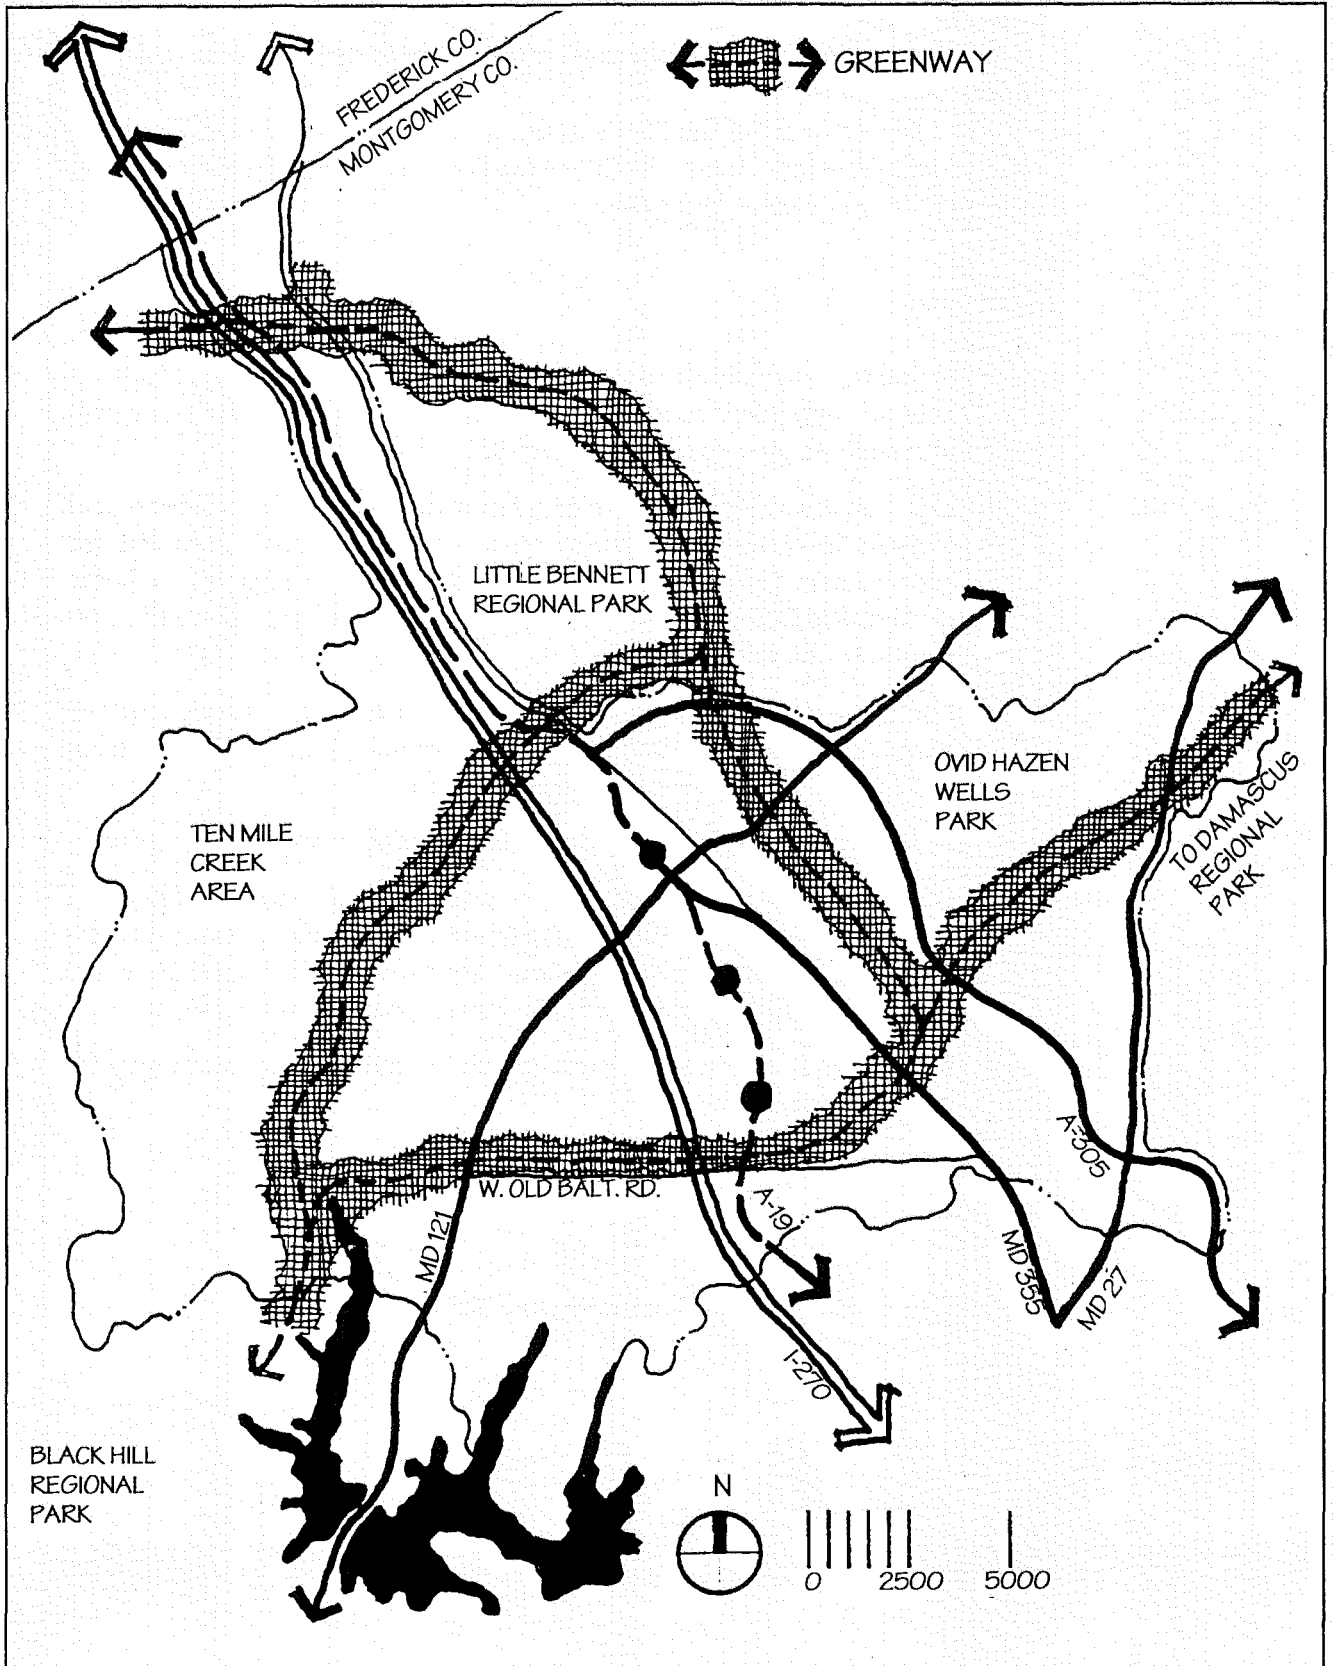 FREDERICK CO.
MONTGOMERY CO.
GREENWAY
LITTLE BENNETT
REGIONAL PARK
OVID HAZEN
WELLS
PARK
TO DAMASCUS
REGIONAL
PARK
TEN MILE
CREEK
AREA
A-305
W. OLD BALT. RD.
A-19
MD 121
MD 355
MD 27
I-270
BLACK HILL
REGIONAL
PARK
N
0 2500 5000